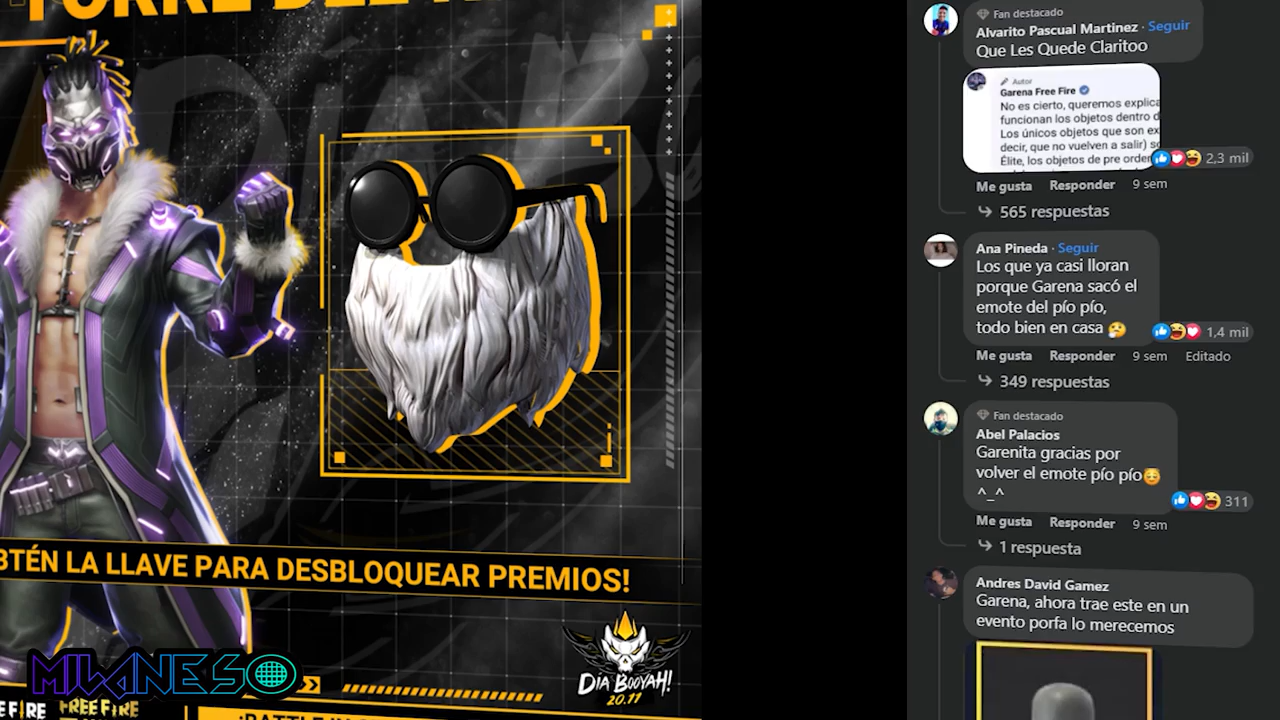 TORRE DEL
OBTÉN LA LLAVE PARA DESBLOQUEAR PREMIOS!
DÍA BOOYAH!
20.11
MILANESO
FREE FIRE
Fan destacado
Alvarito Pascual Martinez · Seguir
Que Les Quede Claritoo
Autor
Garena Free Fire
No es cierto, queremos explica
funcionan los objetos dentro d
Los únicos objetos que son ex
decir, que no vuelven a salir) so
Élite, los objetos de pre orden
2,3 mil
Me gusta Responder 9 sem
565 respuestas
Ana Pineda · Seguir
Los que ya casi lloran
porque Garena sacó el
emote del pío pío,
todo bien en casa 🤧
1,4 mil
Me gusta Responder 9 sem Editado
349 respuestas
Fan destacado
Abel Palacios
Garenita gracias por
volver el emote pío pío☺️
^_^
311
Me gusta Responder 9 sem
1 respuesta
Andres David Gamez
Garena, ahora trae este en un
evento porfa lo merecemos